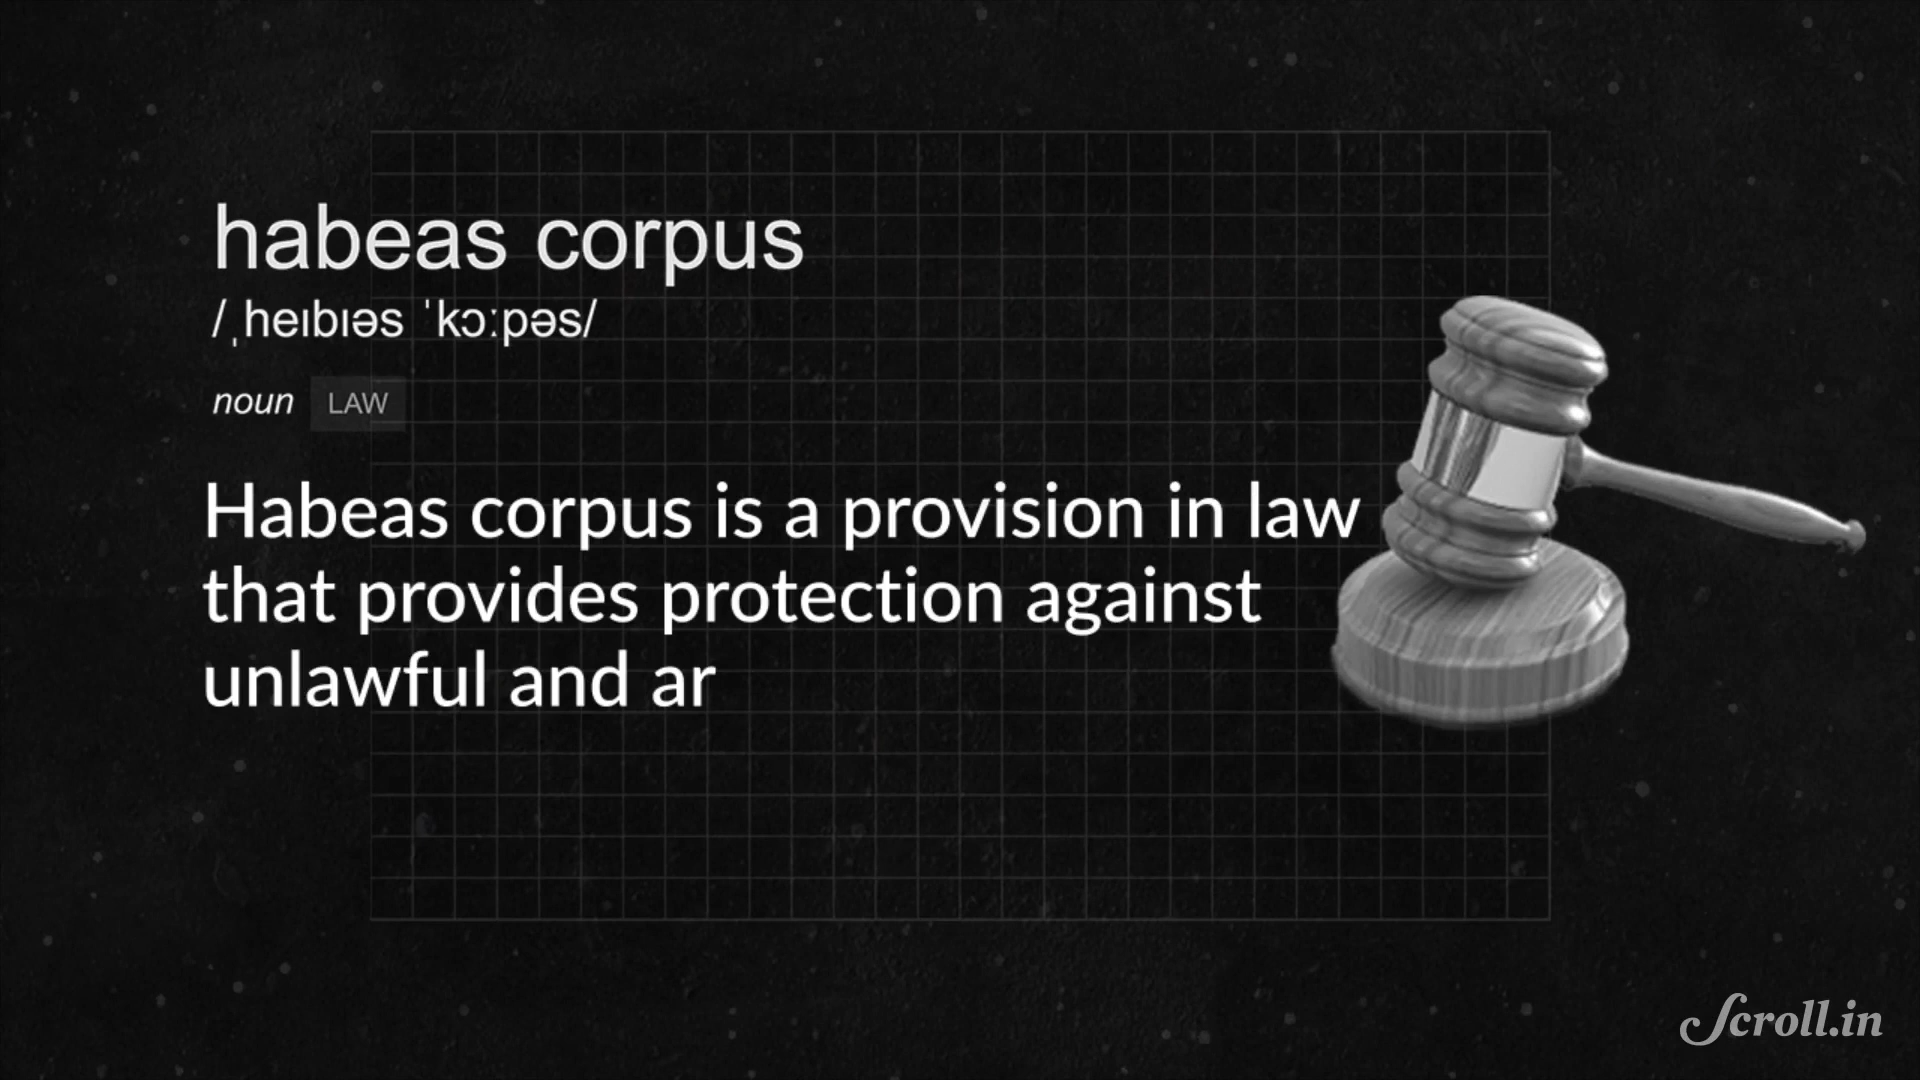 habeas corpus
/ˌheɪbɪəs ˈkɔːpəs/
noun LAW
Habeas corpus is a provision in law
that provides protection against
unlawful and ar
Scroll.in